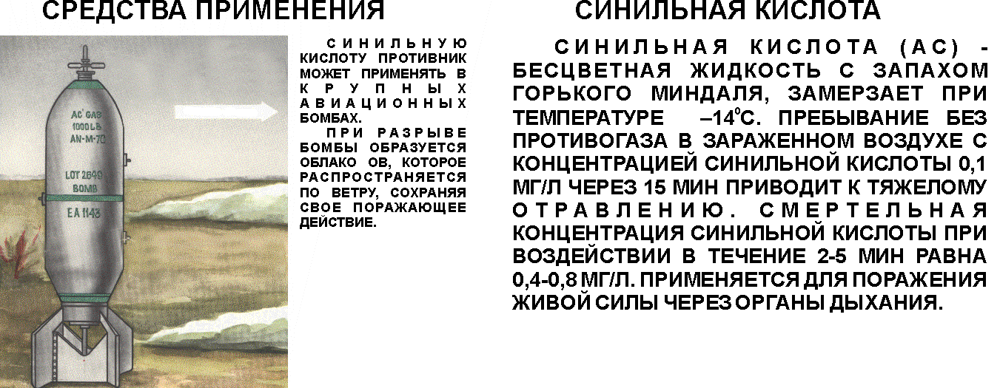 СРЕДСТВА ПРИМЕНЕНИЯ
AC GAS
1000 LB
AN-M-79
LOT 2649
BOMB
EA 1143
СИНИЛЬНУЮ
КИСЛОТУ ПРОТИВНИК
МОЖЕТ ПРИМЕНЯТЬ В
КРУПНЫХ
АВИАЦИОННЫХ
БОМБАХ.
ПРИ РАЗРЫВЕ
БОМБЫ ОБРАЗУЕТСЯ
ОБЛАКО ОВ, КОТОРОЕ
РАСПРОСТРАНЯЕТСЯ
ПО ВЕТРУ, СОХРАНЯЯ
СВОЕ ПОРАЖАЮЩЕЕ
ДЕЙСТВИЕ.
СИНИЛЬНАЯ КИСЛОТА
СИНИЛЬНАЯ КИСЛОТА (АС) -
БЕСЦВЕТНАЯ ЖИДКОСТЬ С ЗАПАХОМ
ГОРЬКОГО МИНДАЛЯ, ЗАМЕРЗАЕТ ПРИ
ТЕМПЕРАТУРЕ –14⁰С. ПРЕБЫВАНИЕ БЕЗ
ПРОТИВОГАЗА В ЗАРАЖЕННОМ ВОЗДУХЕ С
КОНЦЕНТРАЦИЕЙ СИНИЛЬНОЙ КИСЛОТЫ 0,1
МГ/Л ЧЕРЕЗ 15 МИН ПРИВОДИТ К ТЯЖЕЛОМУ
ОТРАВЛЕНИЮ. СМЕРТЕЛЬНАЯ
КОНЦЕНТРАЦИЯ СИНИЛЬНОЙ КИСЛОТЫ ПРИ
ВОЗДЕЙСТВИИ В ТЕЧЕНИЕ 2-5 МИН РАВНА
0,4-0,8 МГ/Л. ПРИМЕНЯЕТСЯ ДЛЯ ПОРАЖЕНИЯ
ЖИВОЙ СИЛЫ ЧЕРЕЗ ОРГАНЫ ДЫХАНИЯ.